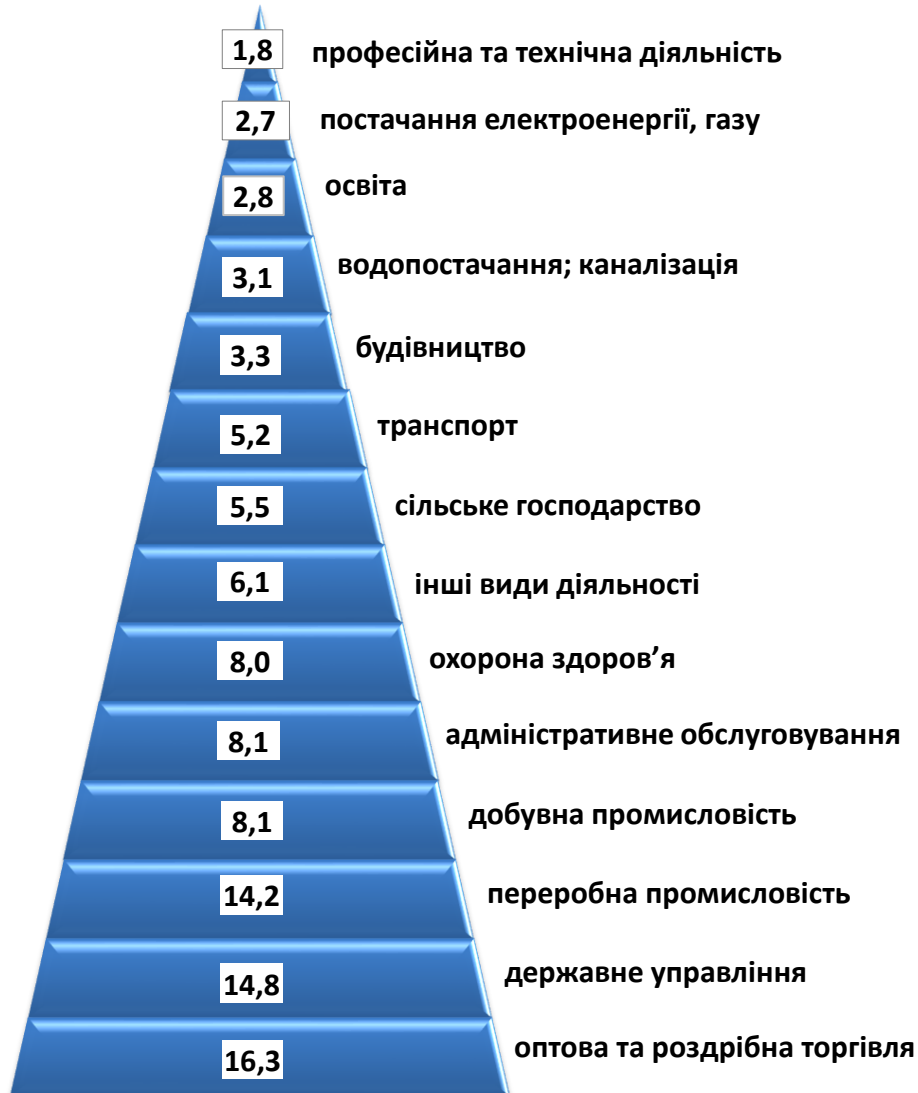 1,8 професійна та технічна діяльність
2,7 постачання електроенергії, газу
2,8 освіта
3,1 водопостачання; каналізація
3,3 будівництво
5,2 транспорт
5,5 сільське господарство
6,1 інші види діяльності
8,0 охорона здоров’я
8,1 адміністративне обслуговування
8,1 добувна промисловість
14,2 переробна промисловість
14,8 державне управління
16,3 оптова та роздрібна торгівля